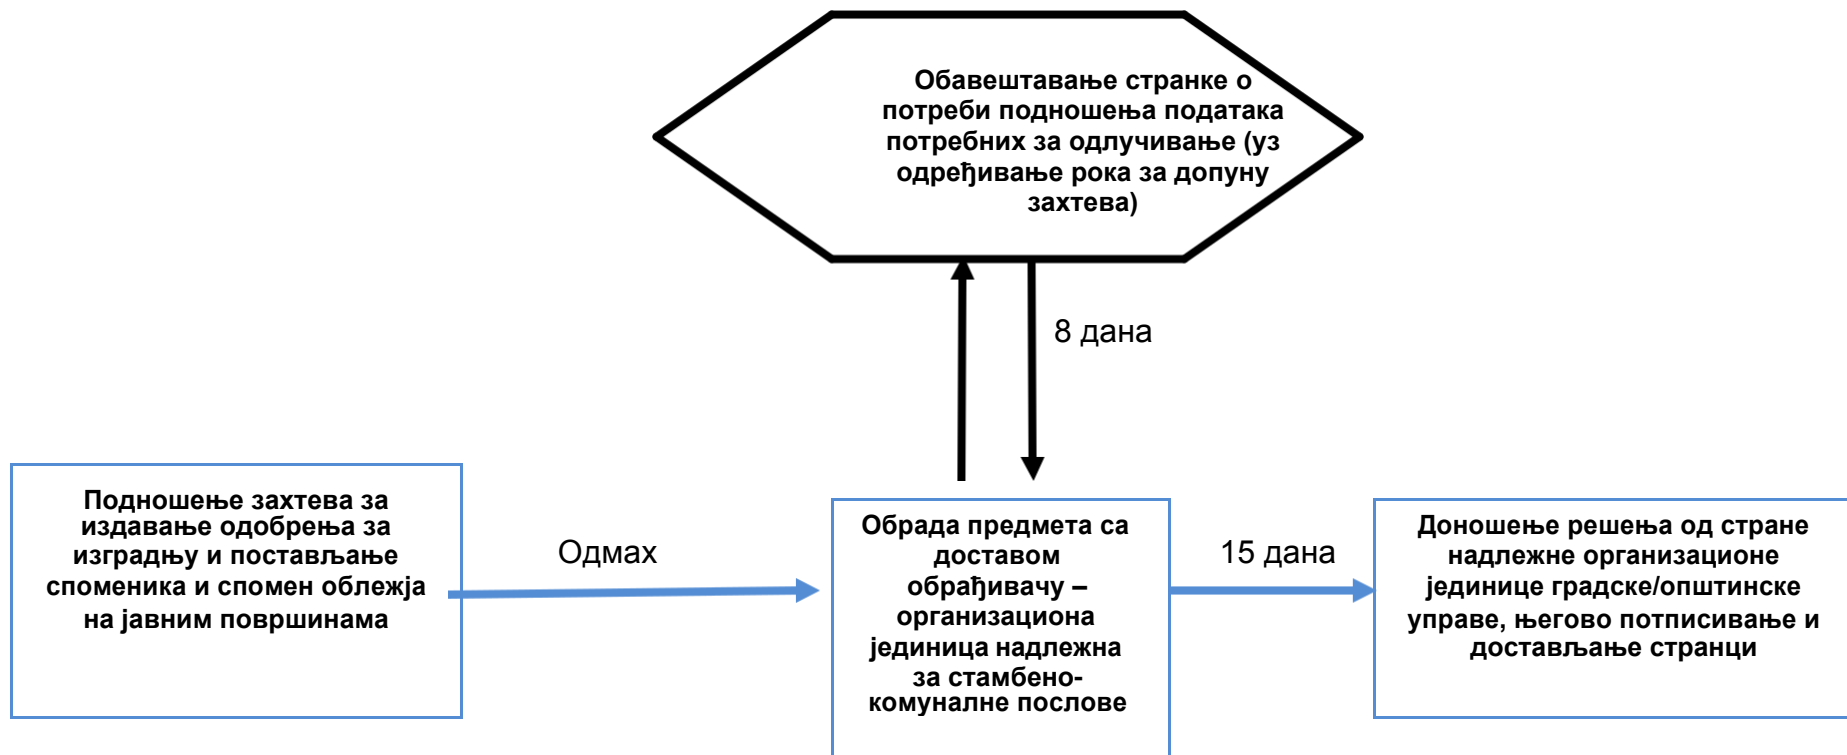 Обавештавање странке о
потреби подношења података
потребних за одлучивање (уз
одређивање рока за допуну
захтева)
8 дана
Подношење захтева за
издавање одобрења за
изградњу и постављање
споменика и спомен облежја
на јавним површинама
Одмах
Обрада предмета са
доставом
обрађивачу –
организациона
јединица надлежна
за стамбено-
комуналне послове
15 дана
Доношење решења од стране
надлежне организационе
јединице градске/општинске
управе, његово потписивање и
достављање странци